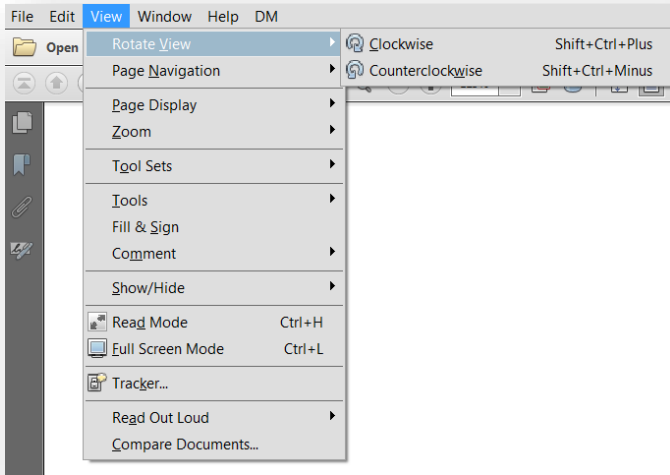 File Edit View Window Help DM
Open
Rotate View
Clockwise Shift+Ctrl+Plus
Page Navigation
Counterclockwise Shift+Ctrl+Minus
Page Display
Zoom
Tool Sets
Tools
Fill & Sign
Comment
Show/Hide
Read Mode Ctrl+H
Full Screen Mode Ctrl+L
Tracker...
Read Out Loud
Compare Documents...